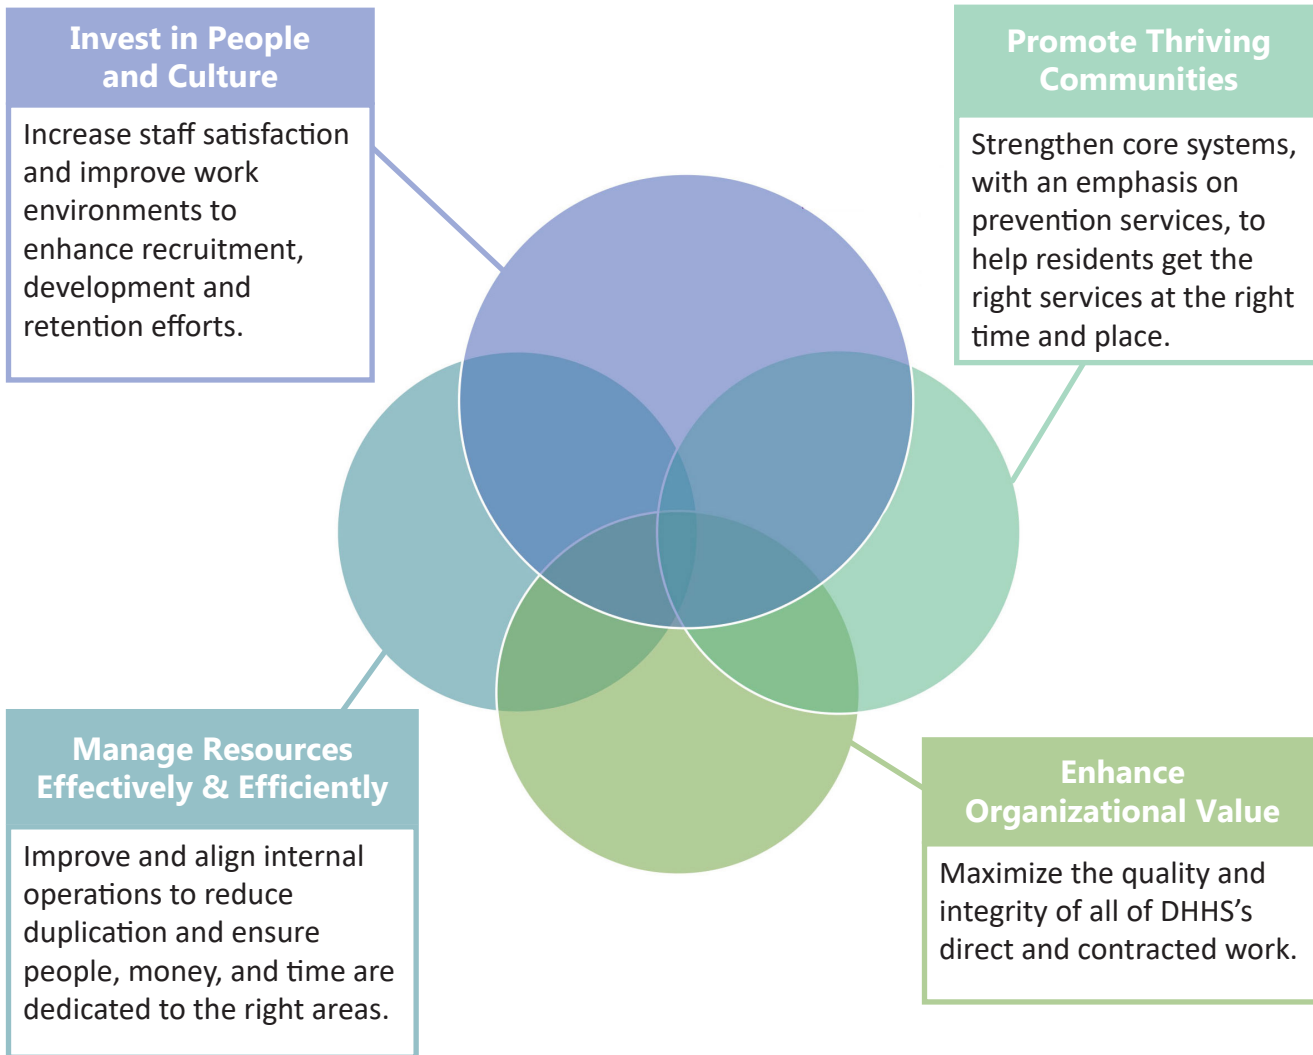 Invest in People
and Culture
Increase staff satisfaction
and improve work
environments to
enhance recruitment,
development and
retention efforts.
Promote Thriving
Communities
Strengthen core systems,
with an emphasis on
prevention services, to
help residents get the
right services at the right
time and place.
Manage Resources
Effectively & Efficiently
Improve and align internal
operations to reduce
duplication and ensure
people, money, and time are
dedicated to the right areas.
Enhance
Organizational Value
Maximize the quality and
integrity of all of DHHS’s
direct and contracted work.